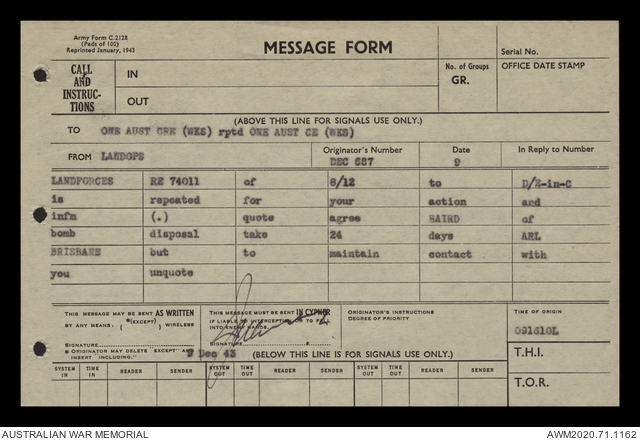 Army Form C.2128
(Pads of 100)
Reprinted January, 1943
MESSAGE FORM
Serial No.
CALL AND INSTRUC-TIONS
IN
OUT
No. of Groups
GR.
OFFICE DATE STAMP
(ABOVE THIS LINE FOR SIGNALS USE ONLY.)
TO ONE AUST CRE (WKS) rptd ONE AUST CE (WKS)
FROM LANDOPS
Originator's Number
DEC 687
Date
9
In Reply to Number
LANDFORCES RE 74011 of 8/12 to D/E-in-C
is repeated for your action and
infm (.) quote agree BAIRD of
bomb disposal take 24 days ARL
BRISBANE but to maintain contact with
you unquote
THIS MESSAGE MAY BE SENT AS WRITTEN
BY ANY MEANS. *(EXCEPT) WIRELESS
SIGNATURE
* ORIGINATOR MAY DELETE "EXCEPT" AND INSERT "INCLUDING."
THIS MESSAGE MUST BE SENT IN CYPHER
IF LIABLE TO INTERCEPTION OR TO FALL INTO ENEMY HANDS.
SIGNATURE
ORIGINATOR'S INSTRUCTIONS
DEGREE OF PRIORITY
TIME OF ORIGIN
091610L
9 Dec 43
(BELOW THIS LINE IS FOR SIGNALS USE ONLY.)
T.H.I.
SYSTEM IN TIME IN READER SENDER SYSTEM OUT TIME OUT READER SENDER SYSTEM OUT TIME OUT READER SENDER
T.O.R.
AUSTRALIAN WAR MEMORIAL
AWM2020.71.1162